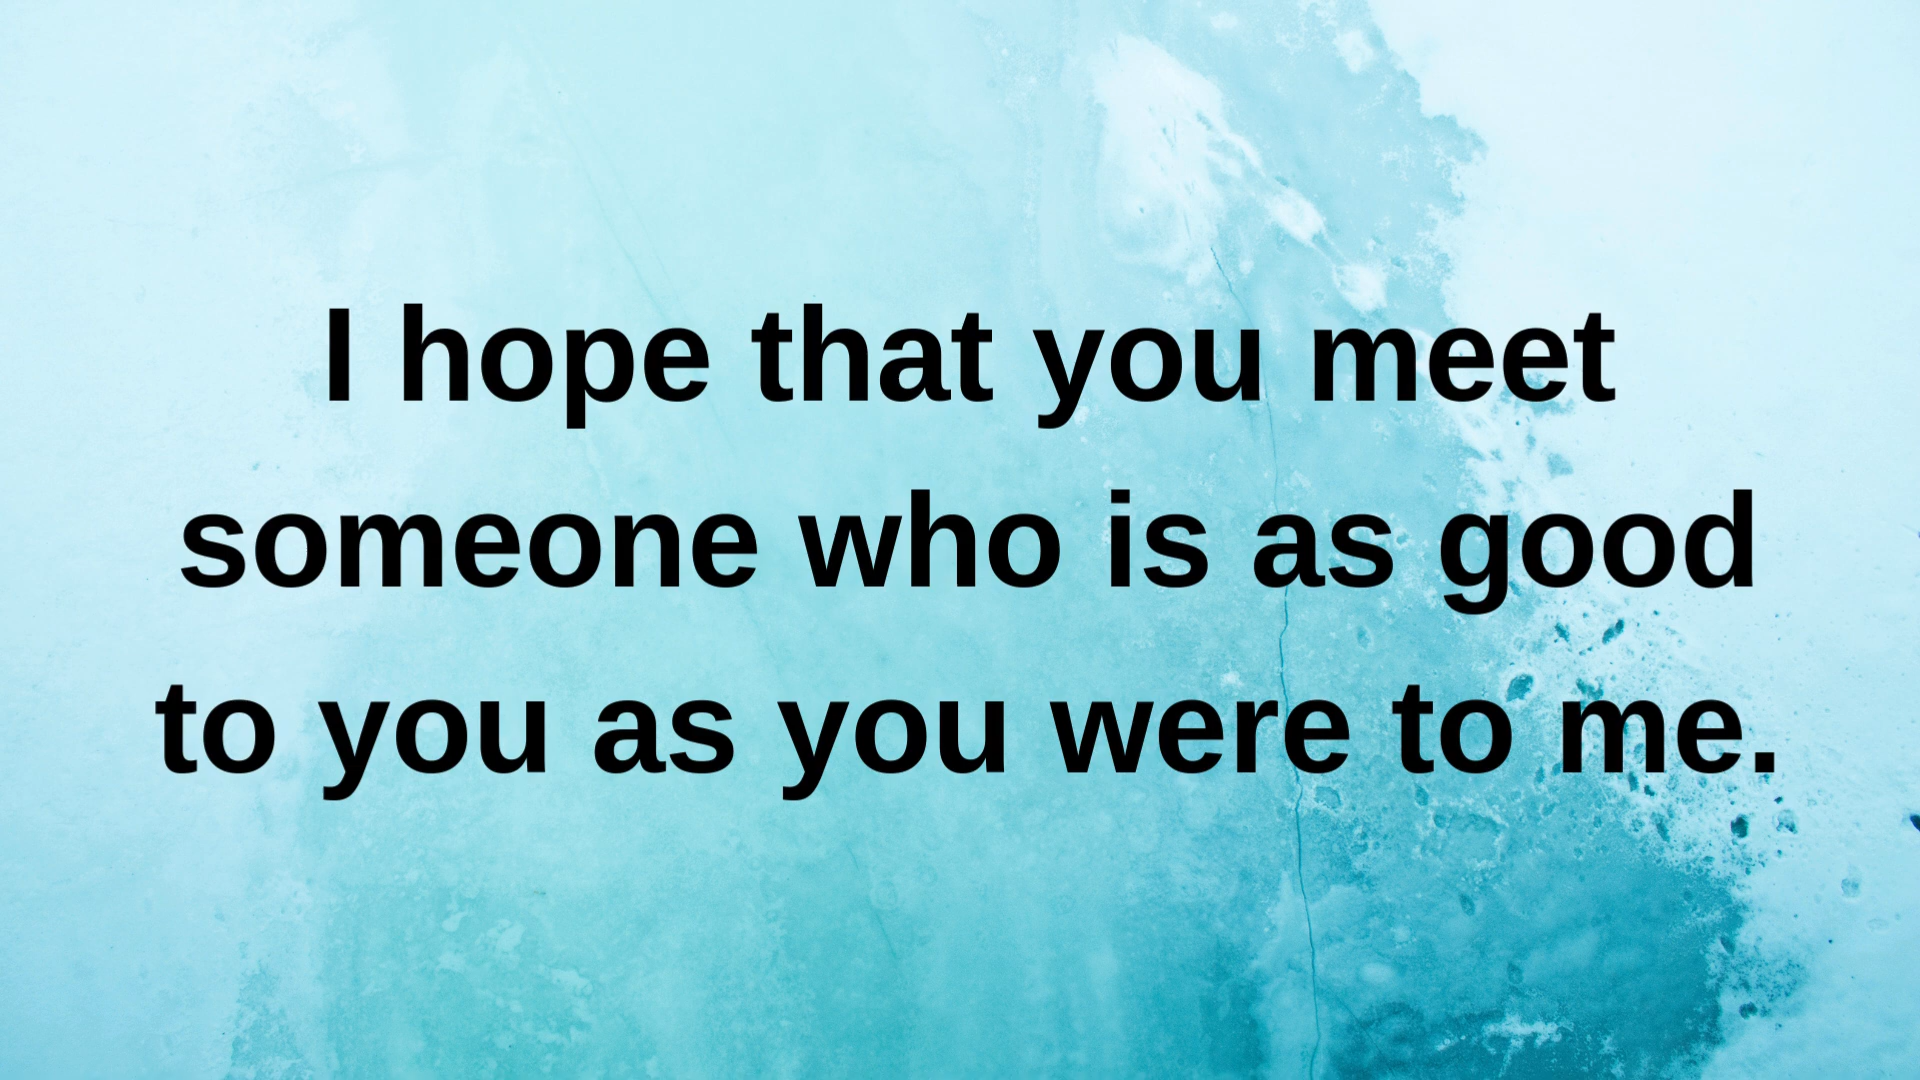 I hope that you meet
someone who is as good
to you as you were to me.